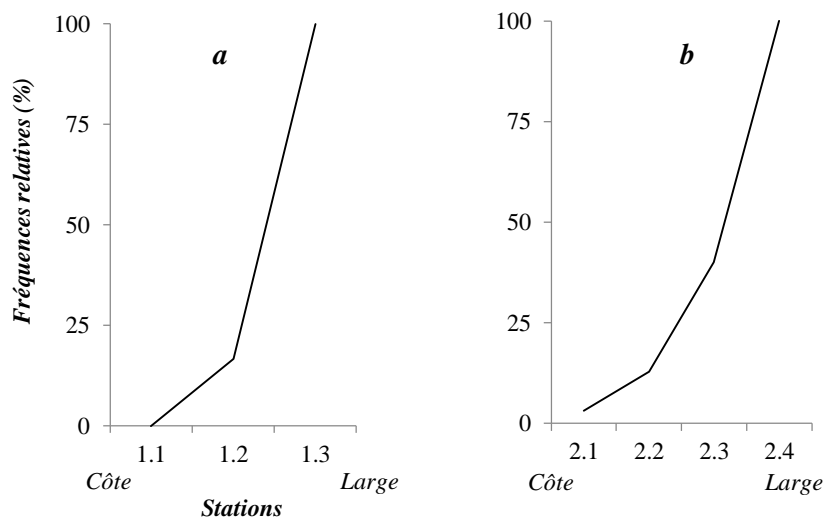 a
Fréquences relatives (%)
100
75
50
25
0
1.1 1.2 1.3
Côte Large
Stations
b
100
75
50
25
0
2.1 2.2 2.3 2.4
Côte Large